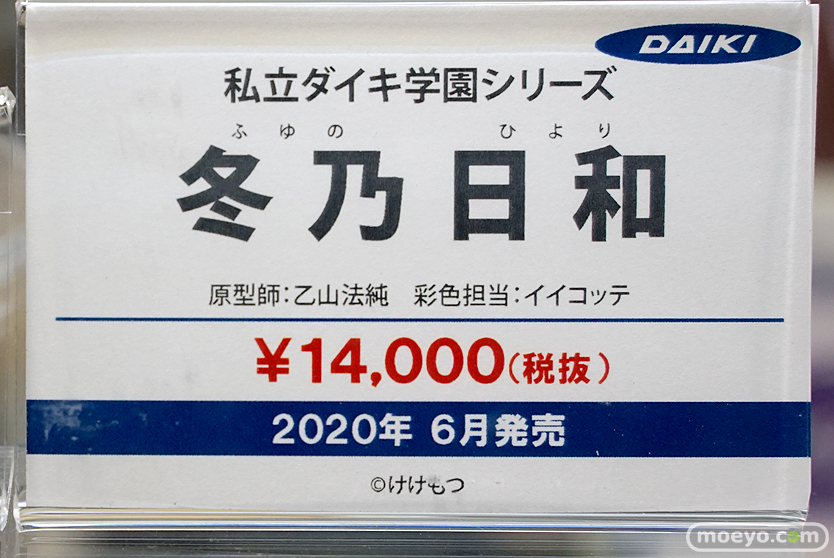 DAIKI
私立ダイキ学園シリーズ
ふゆの ひより
冬乃日和
原型師：乙山法純 彩色担当：イイコッテ
￥14,000(税抜)
2020年 6月発売
©けけもつ
moeyo.com